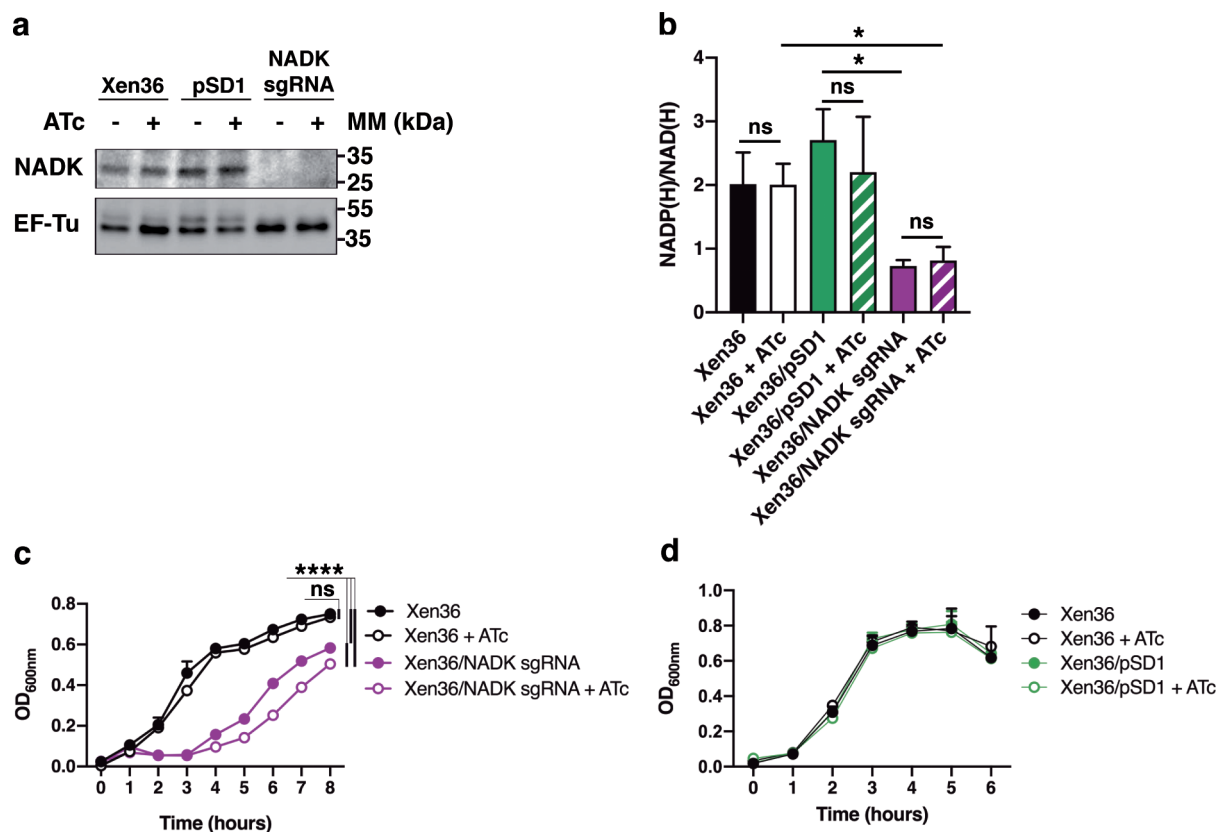 a
NADK
sgRNA
Xen36 pSD1
ATc - + - + - + MM (kDa)
NADK
35
25
EF-Tu
55
35
b
*
*
ns
ns
ns
NADP(H)/NAD(H)
4
3
2
1
0
Xen36
Xen36 + ATc
Xen36/pSD1
Xen36/pSD1 + ATc
Xen36/NADK sgRNA
Xen36/NADK sgRNA + ATc
c
****
ns
OD600nm
0.8
0.6
0.4
0.2
0.0
0 1 2 3 4 5 6 7 8
Time (hours)
Xen36
Xen36 + ATc
Xen36/NADK sgRNA
Xen36/NADK sgRNA + ATc
d
OD600nm
1.0
0.8
0.6
0.4
0.2
0.0
0 1 2 3 4 5 6
Time (hours)
Xen36
Xen36 + ATc
Xen36/pSD1
Xen36/pSD1 + ATc